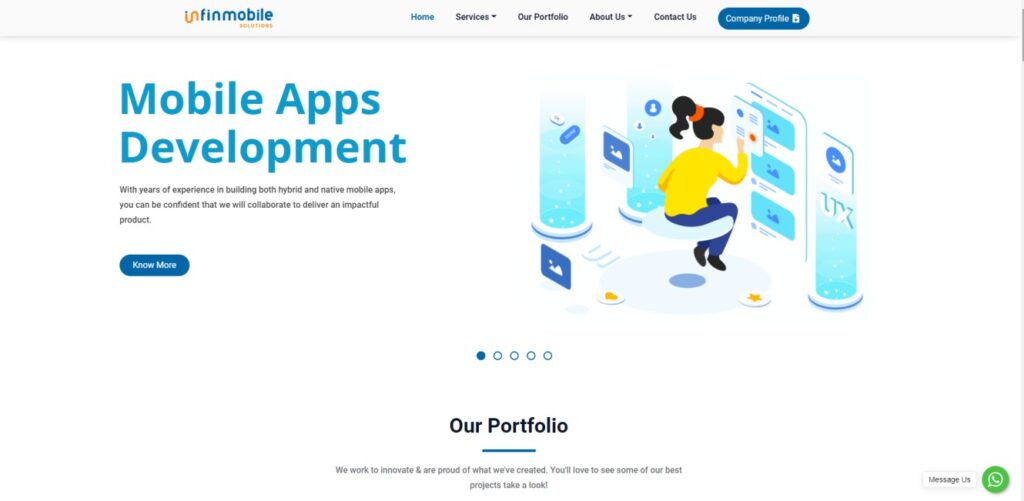 infinmobile
SOLUTIONS
Home Services Our Portfolio About Us Contact Us Company Profile
Mobile Apps
Development
With years of experience in building both hybrid and native mobile apps,
you can be confident that we will collaborate to deliver an impactful
product.
Know More
UX
Our Portfolio
We work to innovate & are proud of what we've created. You'll love to see some of our best
projects take a look!
Message Us